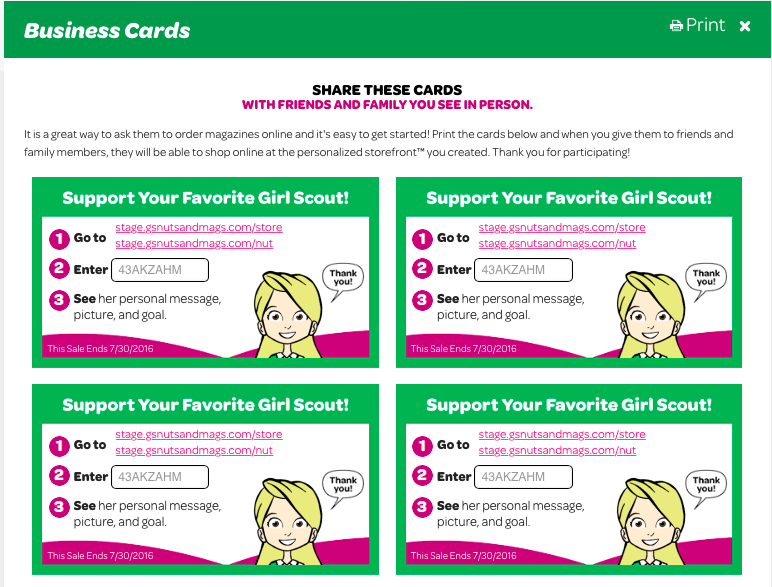 Business Cards
Print
SHARE THESE CARDS
WITH FRIENDS AND FAMILY YOU SEE IN PERSON.
It is a great way to ask them to order magazines online and it's easy to get started! Print the cards below and when you give them to friends and
family members, they will be able to shop online at the personalized storefront™ you created. Thank you for participating!
Support Your Favorite Girl Scout!
1 Go to stage.gsnutsandmags.com/store
stage.gsnutsandmags.com/nut
2 Enter 43AKZAHM
Thank
you!
3 See her personal message,
picture, and goal.
This Sale Ends 7/30/2016
Support Your Favorite Girl Scout!
1 Go to stage.gsnutsandmags.com/store
stage.gsnutsandmags.com/nut
2 Enter 43AKZAHM
Thank
you!
3 See her personal message,
picture, and goal.
This Sale Ends 7/30/2016
Support Your Favorite Girl Scout!
1 Go to stage.gsnutsandmags.com/store
stage.gsnutsandmags.com/nut
2 Enter 43AKZAHM
Thank
you!
3 See her personal message,
picture, and goal.
This Sale Ends 7/30/2016
Support Your Favorite Girl Scout!
1 Go to stage.gsnutsandmags.com/store
stage.gsnutsandmags.com/nut
2 Enter 43AKZAHM
Thank
you!
3 See her personal message,
picture, and goal.
This Sale Ends 7/30/2016